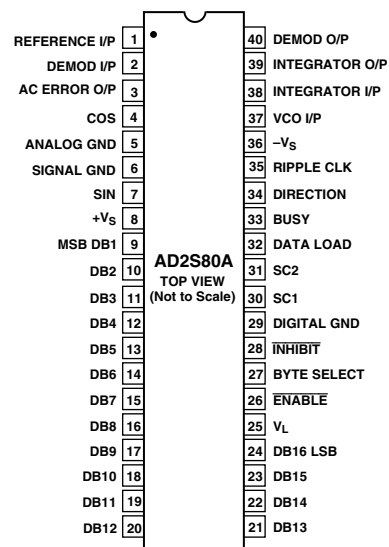 REFERENCE I/P 1
DEMOD I/P 2
AC ERROR O/P 3
COS 4
ANALOG GND 5
SIGNAL GND 6
SIN 7
+VS 8
MSB DB1 9
DB2 10
DB3 11
DB4 12
DB5 13
DB6 14
DB7 15
DB8 16
DB9 17
DB10 18
DB11 19
DB12 20
AD2S80A
TOP VIEW
(Not to Scale)
40 DEMOD O/P
39 INTEGRATOR O/P
38 INTEGRATOR I/P
37 VCO I/P
36 –VS
35 RIPPLE CLK
34 DIRECTION
33 BUSY
32 DATA LOAD
31 SC2
30 SC1
29 DIGITAL GND
28 INHIBIT
27 BYTE SELECT
26 ENABLE
25 VL
24 DB16 LSB
23 DB15
22 DB14
21 DB13